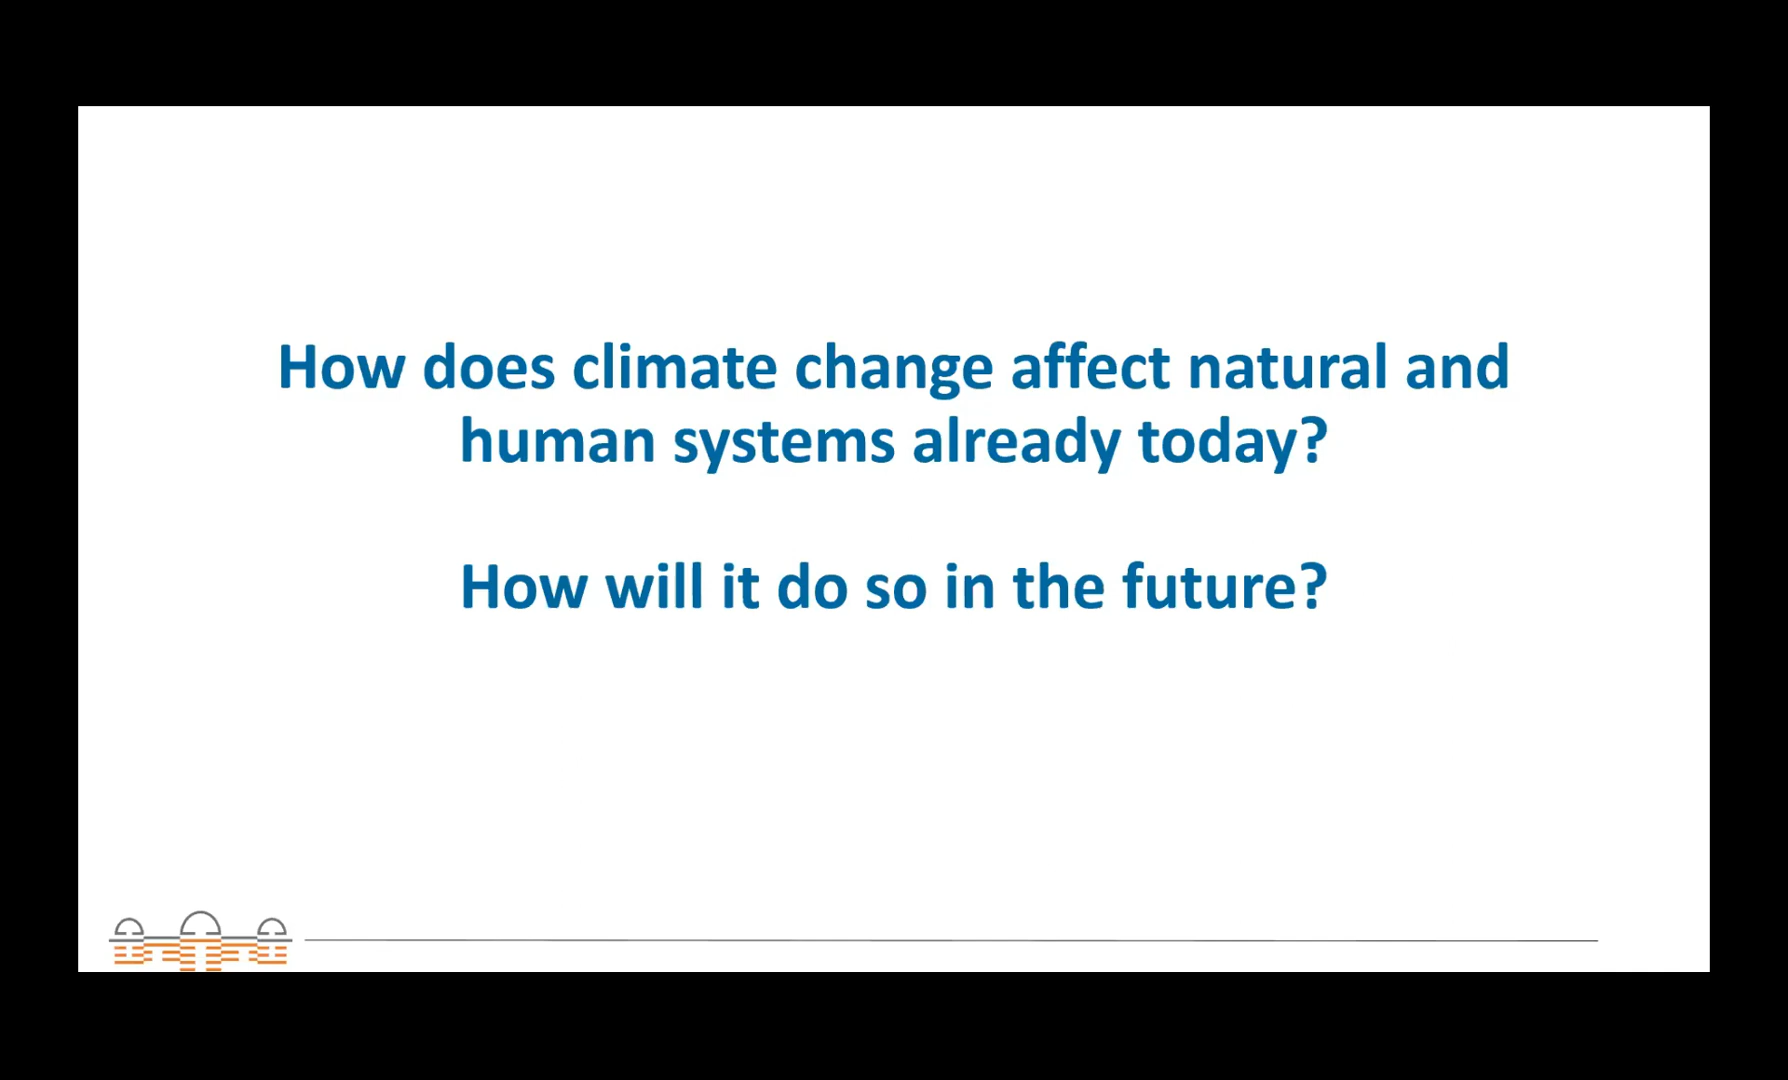 How does climate change affect natural and
human systems already today?
How will it do so in the future?